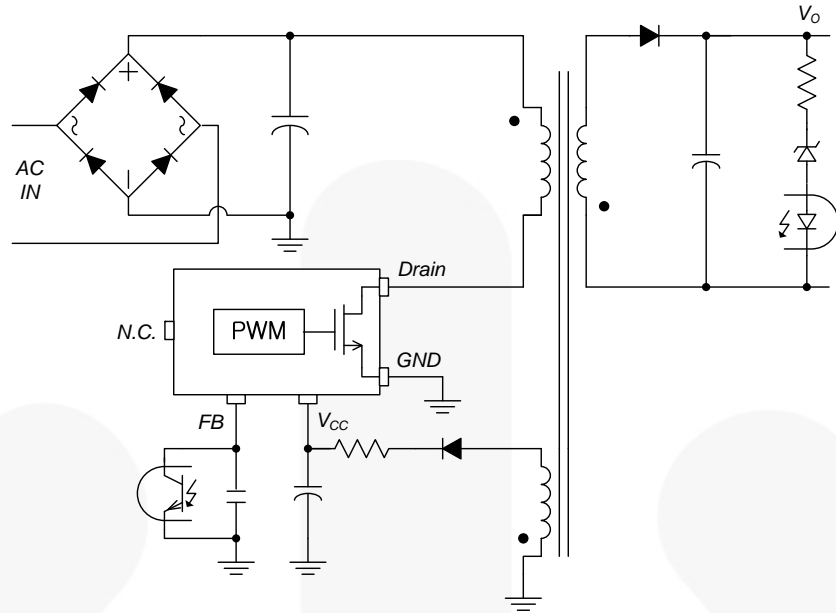 V_O
AC
IN
Drain
N.C.
PWM
GND
FB
V_CC